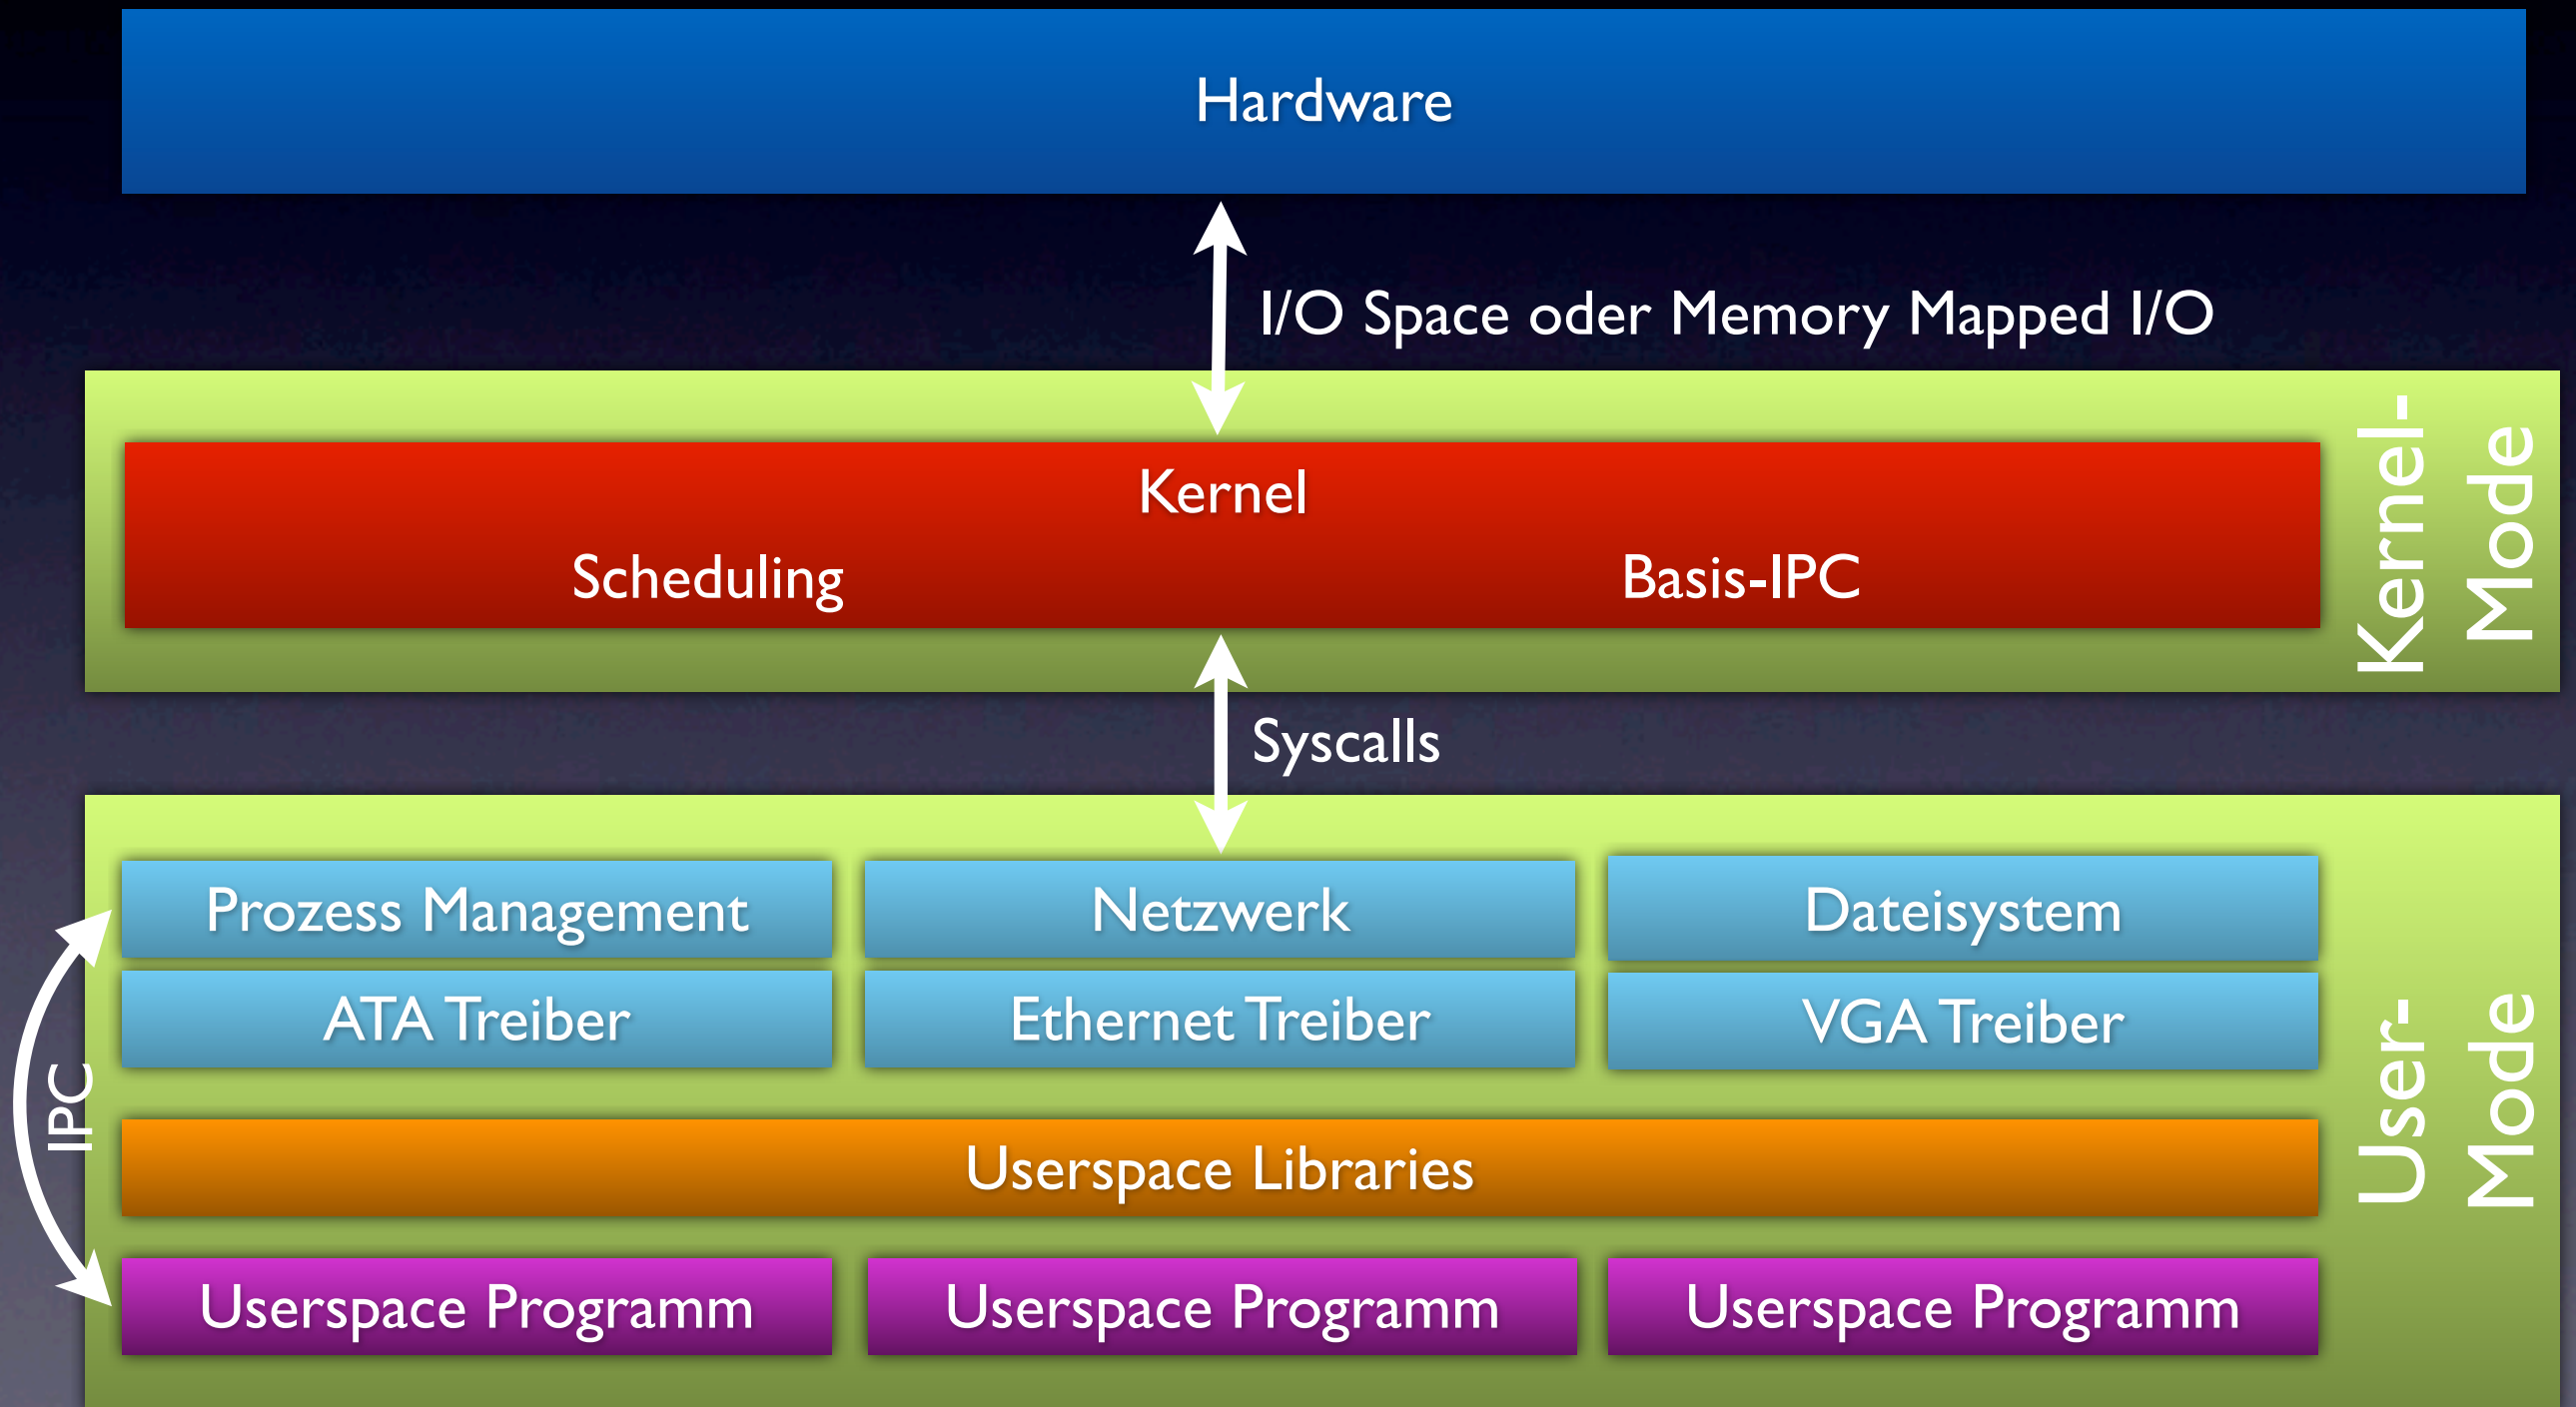 Hardware
I/O Space oder Memory Mapped I/O
Kernel
Scheduling
Basis-IPC
Kernel-
Mode
Syscalls
Prozess Management
Netzwerk
Dateisystem
ATA Treiber
Ethernet Treiber
VGA Treiber
IPC
Userspace Libraries
User-
Mode
Userspace Programm
Userspace Programm
Userspace Programm